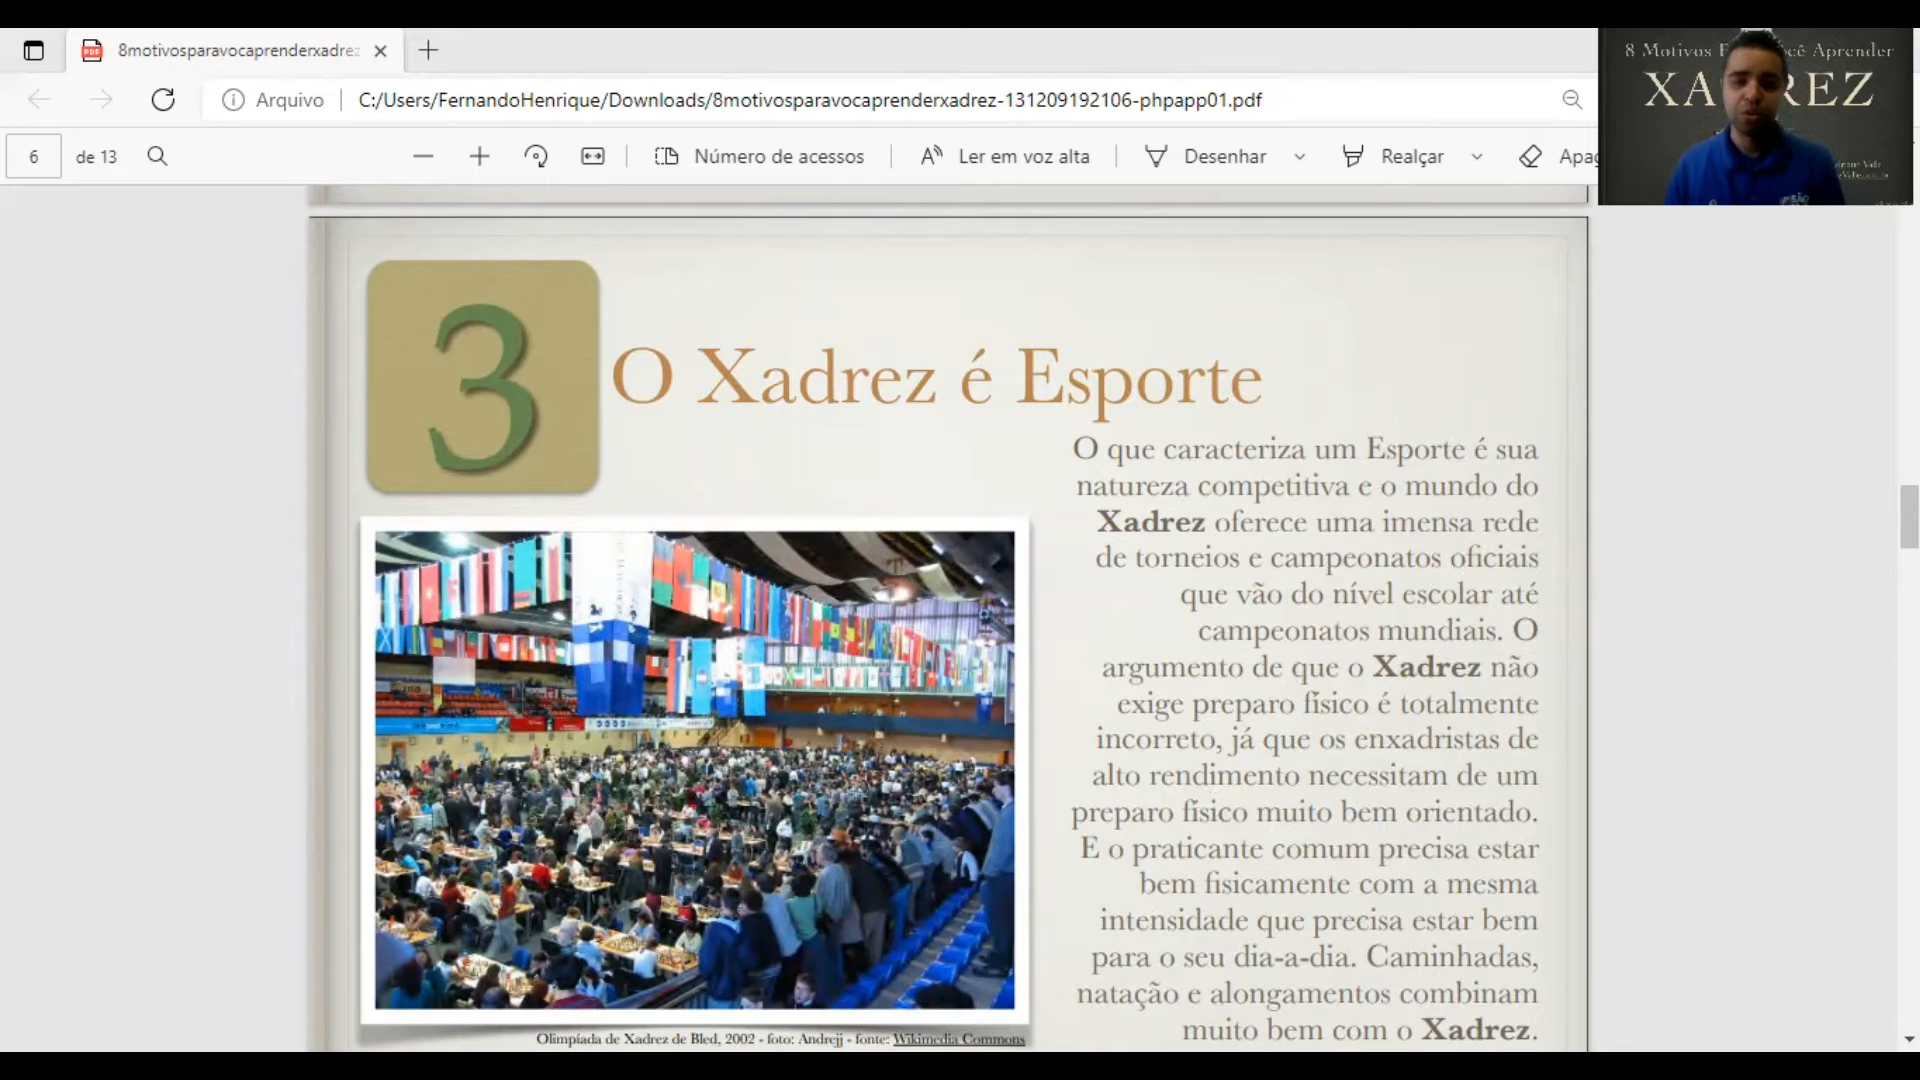 8motivosparavocaprenderxadrez
Arquivo
C:/Users/FernandoHenrique/Downloads/8motivosparavocaprenderxadrez-131209192106-phpapp01.pdf
8 Motivos ocê Aprender
XA REZ
6 de 13
Número de acessos
Ler em voz alta
Desenhar
Realçar
Apag
3
O Xadrez é Esporte
O que caracteriza um Esporte é sua
natureza competitiva e o mundo do
Xadrez oferece uma imensa rede
de torneios e campeonatos oficiais
que vão do nível escolar até
campeonatos mundiais. O
argumento de que o Xadrez não
exige preparo físico é totalmente
incorreto, já que os enxadristas de
alto rendimento necessitam de um
preparo físico muito bem orientado.
E o praticante comum precisa estar
bem fisicamente com a mesma
intensidade que precisa estar bem
para o seu dia-a-dia. Caminhadas,
natação e alongamentos combinam
muito bem com o Xadrez.
Olimpíada de Xadrez de Bled, 2002 - foto: Andrejj - fonte: Wikimedia Commons